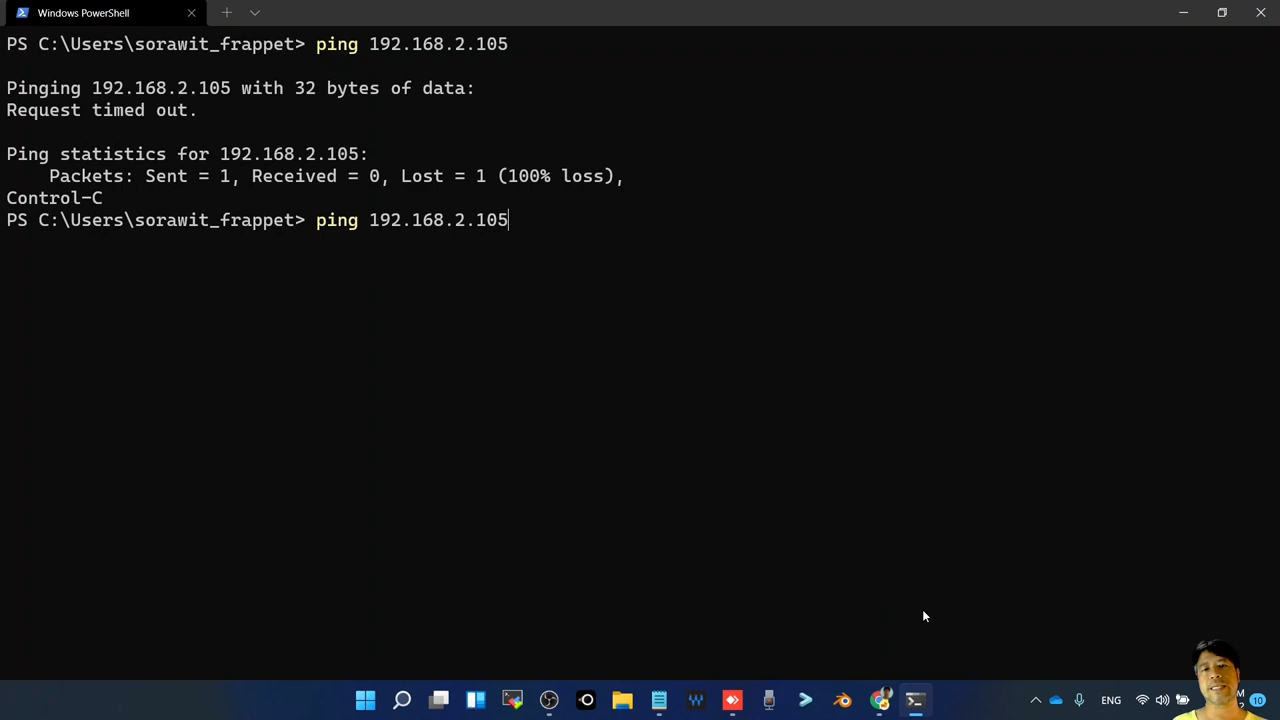 Windows PowerShell
PS C:\Users\sorawit_frappet> ping 192.168.2.105
Pinging 192.168.2.105 with 32 bytes of data:
Request timed out.
Ping statistics for 192.168.2.105:
Packets: Sent = 1, Received = 0, Lost = 1 (100% loss),
Control-C
PS C:\Users\sorawit_frappet> ping 192.168.2.105
ENG
10